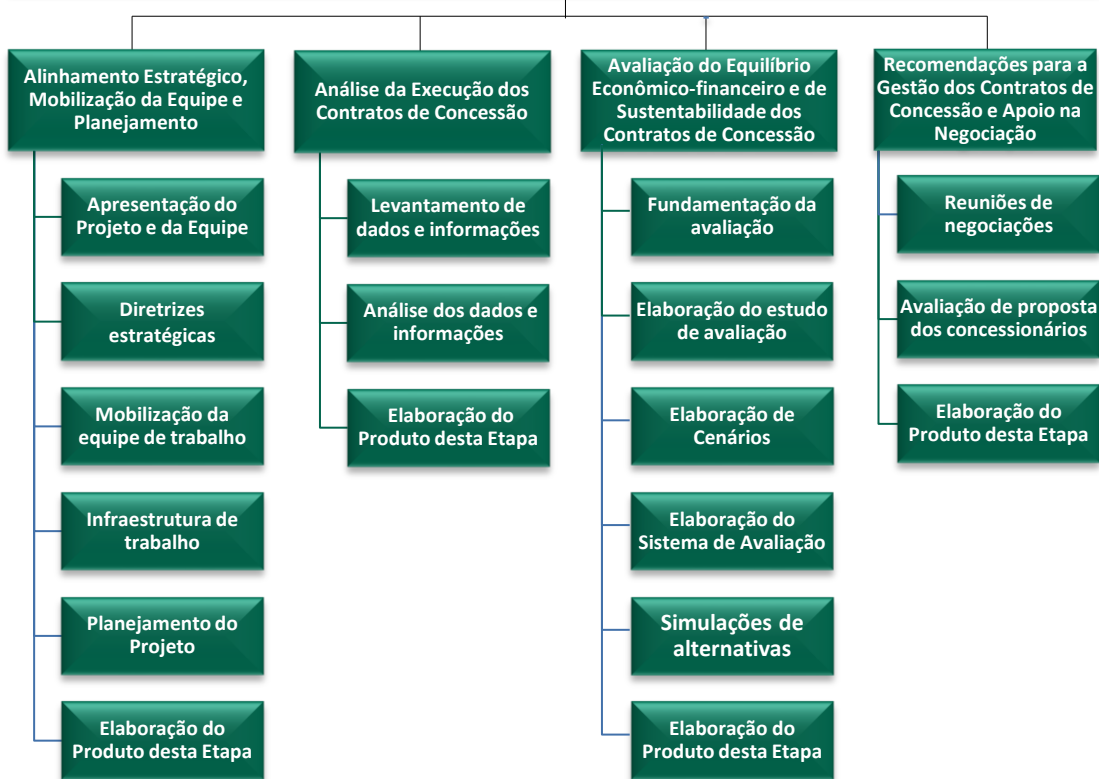 Alinhamento Estratégico,
Mobilização da Equipe e
Planejamento
Apresentação do
Projeto e da Equipe
Diretrizes
estratégicas
Mobilização da
equipe de trabalho
Infraestrutura de
trabalho
Planejamento do
Projeto
Elaboração do
Produto desta Etapa
Análise da Execução dos
Contratos de Concessão
Levantamento de
dados e informações
Análise dos dados e
informações
Elaboração do
Produto desta Etapa
Avaliação do Equilíbrio
Econômico-financeiro e de
Sustentabilidade dos
Contratos de Concessão
Fundamentação da
avaliação
Elaboração do estudo
de avaliação
Elaboração de
Cenários
Elaboração do
Sistema de Avaliação
Simulações de
alternativas
Elaboração do
Produto desta Etapa
Recomendações para a
Gestão dos Contratos de
Concessão e Apoio na
Negociação
Reuniões de
negociações
Avaliação de proposta
dos concessionários
Elaboração do
Produto desta Etapa